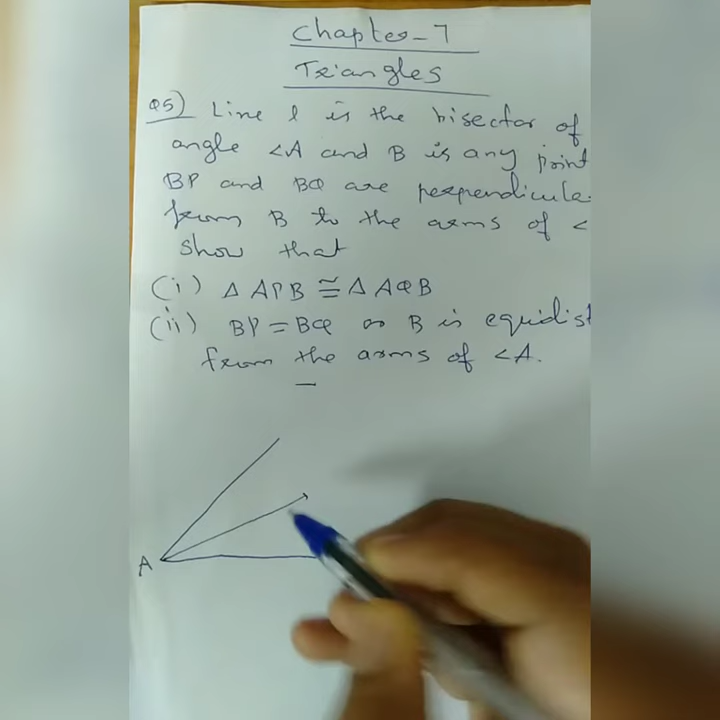 Chapter-7
Triangles
Q5) Line l is the bisector of
angle ∠A and B is any point
BP and BQ are perpendicula
from B to the arms of ∠
show that
(i) Δ APB ≅ Δ AQB
(ii) BP = BQ or B is equidist
from the arms of ∠A.
A